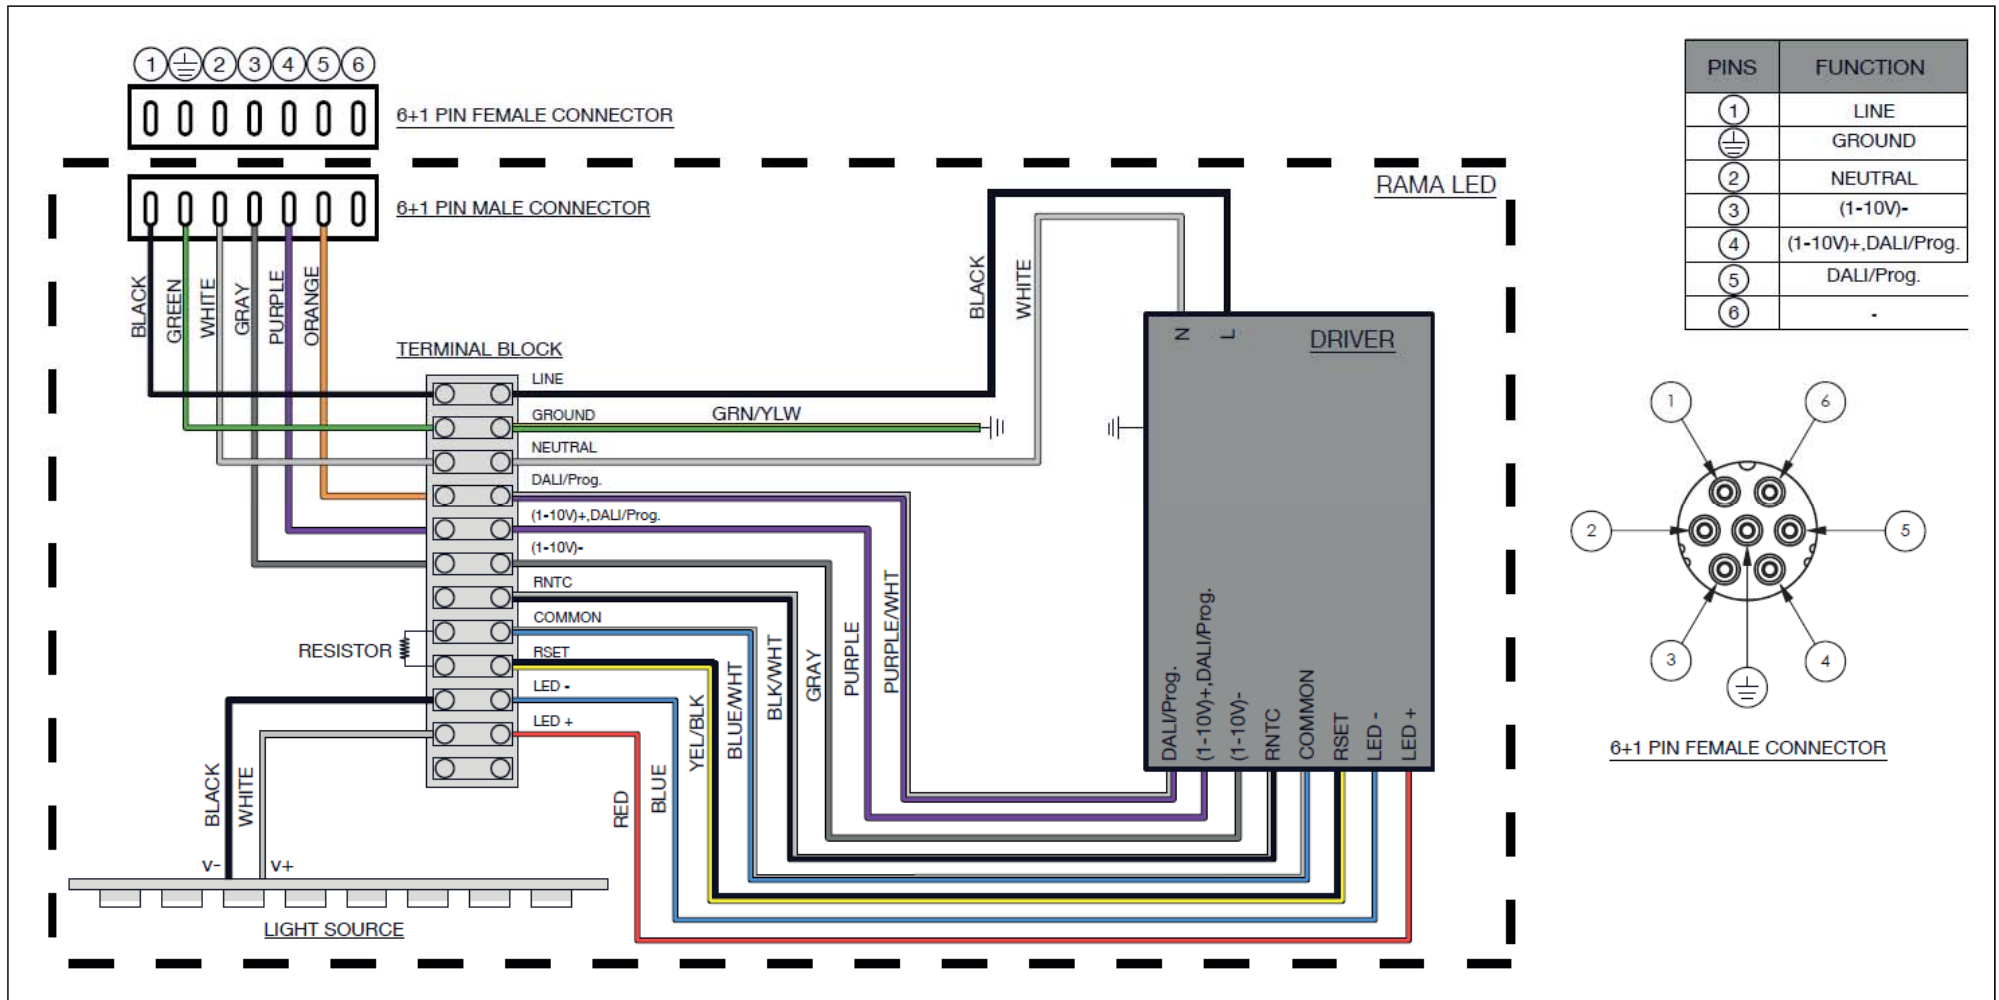 1 2 3 4 5 6
6+1 PIN FEMALE CONNECTOR
6+1 PIN MALE CONNECTOR
RAMA LED
BLACK
GREEN
WHITE
GRAY
PURPLE
ORANGE
TERMINAL BLOCK
LINE
GROUND
GRN/YLW
NEUTRAL
DALI/Prog.
(1-10V)+,DALI/Prog.
(1-10V)-
RNTC
COMMON
RSET
LED -
LED +
RESISTOR
BLACK
WHITE
V-
V+
LIGHT SOURCE
BLACK
WHITE
N
L
DRIVER
RED
BLUE
YEL/BLK
BLUE/WHT
BLK/WHT
GRAY
PURPLE
PURPLE/WHT
DALI/Prog.
(1-10V)+,DALI/Prog.
(1-10V)-
RNTC
COMMON
RSET
LED -
LED +
PINS FUNCTION
1 LINE
GROUND
2 NEUTRAL
3 (1-10V)-
4 (1-10V)+,DALI/Prog.
5 DALI/Prog.
6 -
1 6
2 5
3 4
6+1 PIN FEMALE CONNECTOR